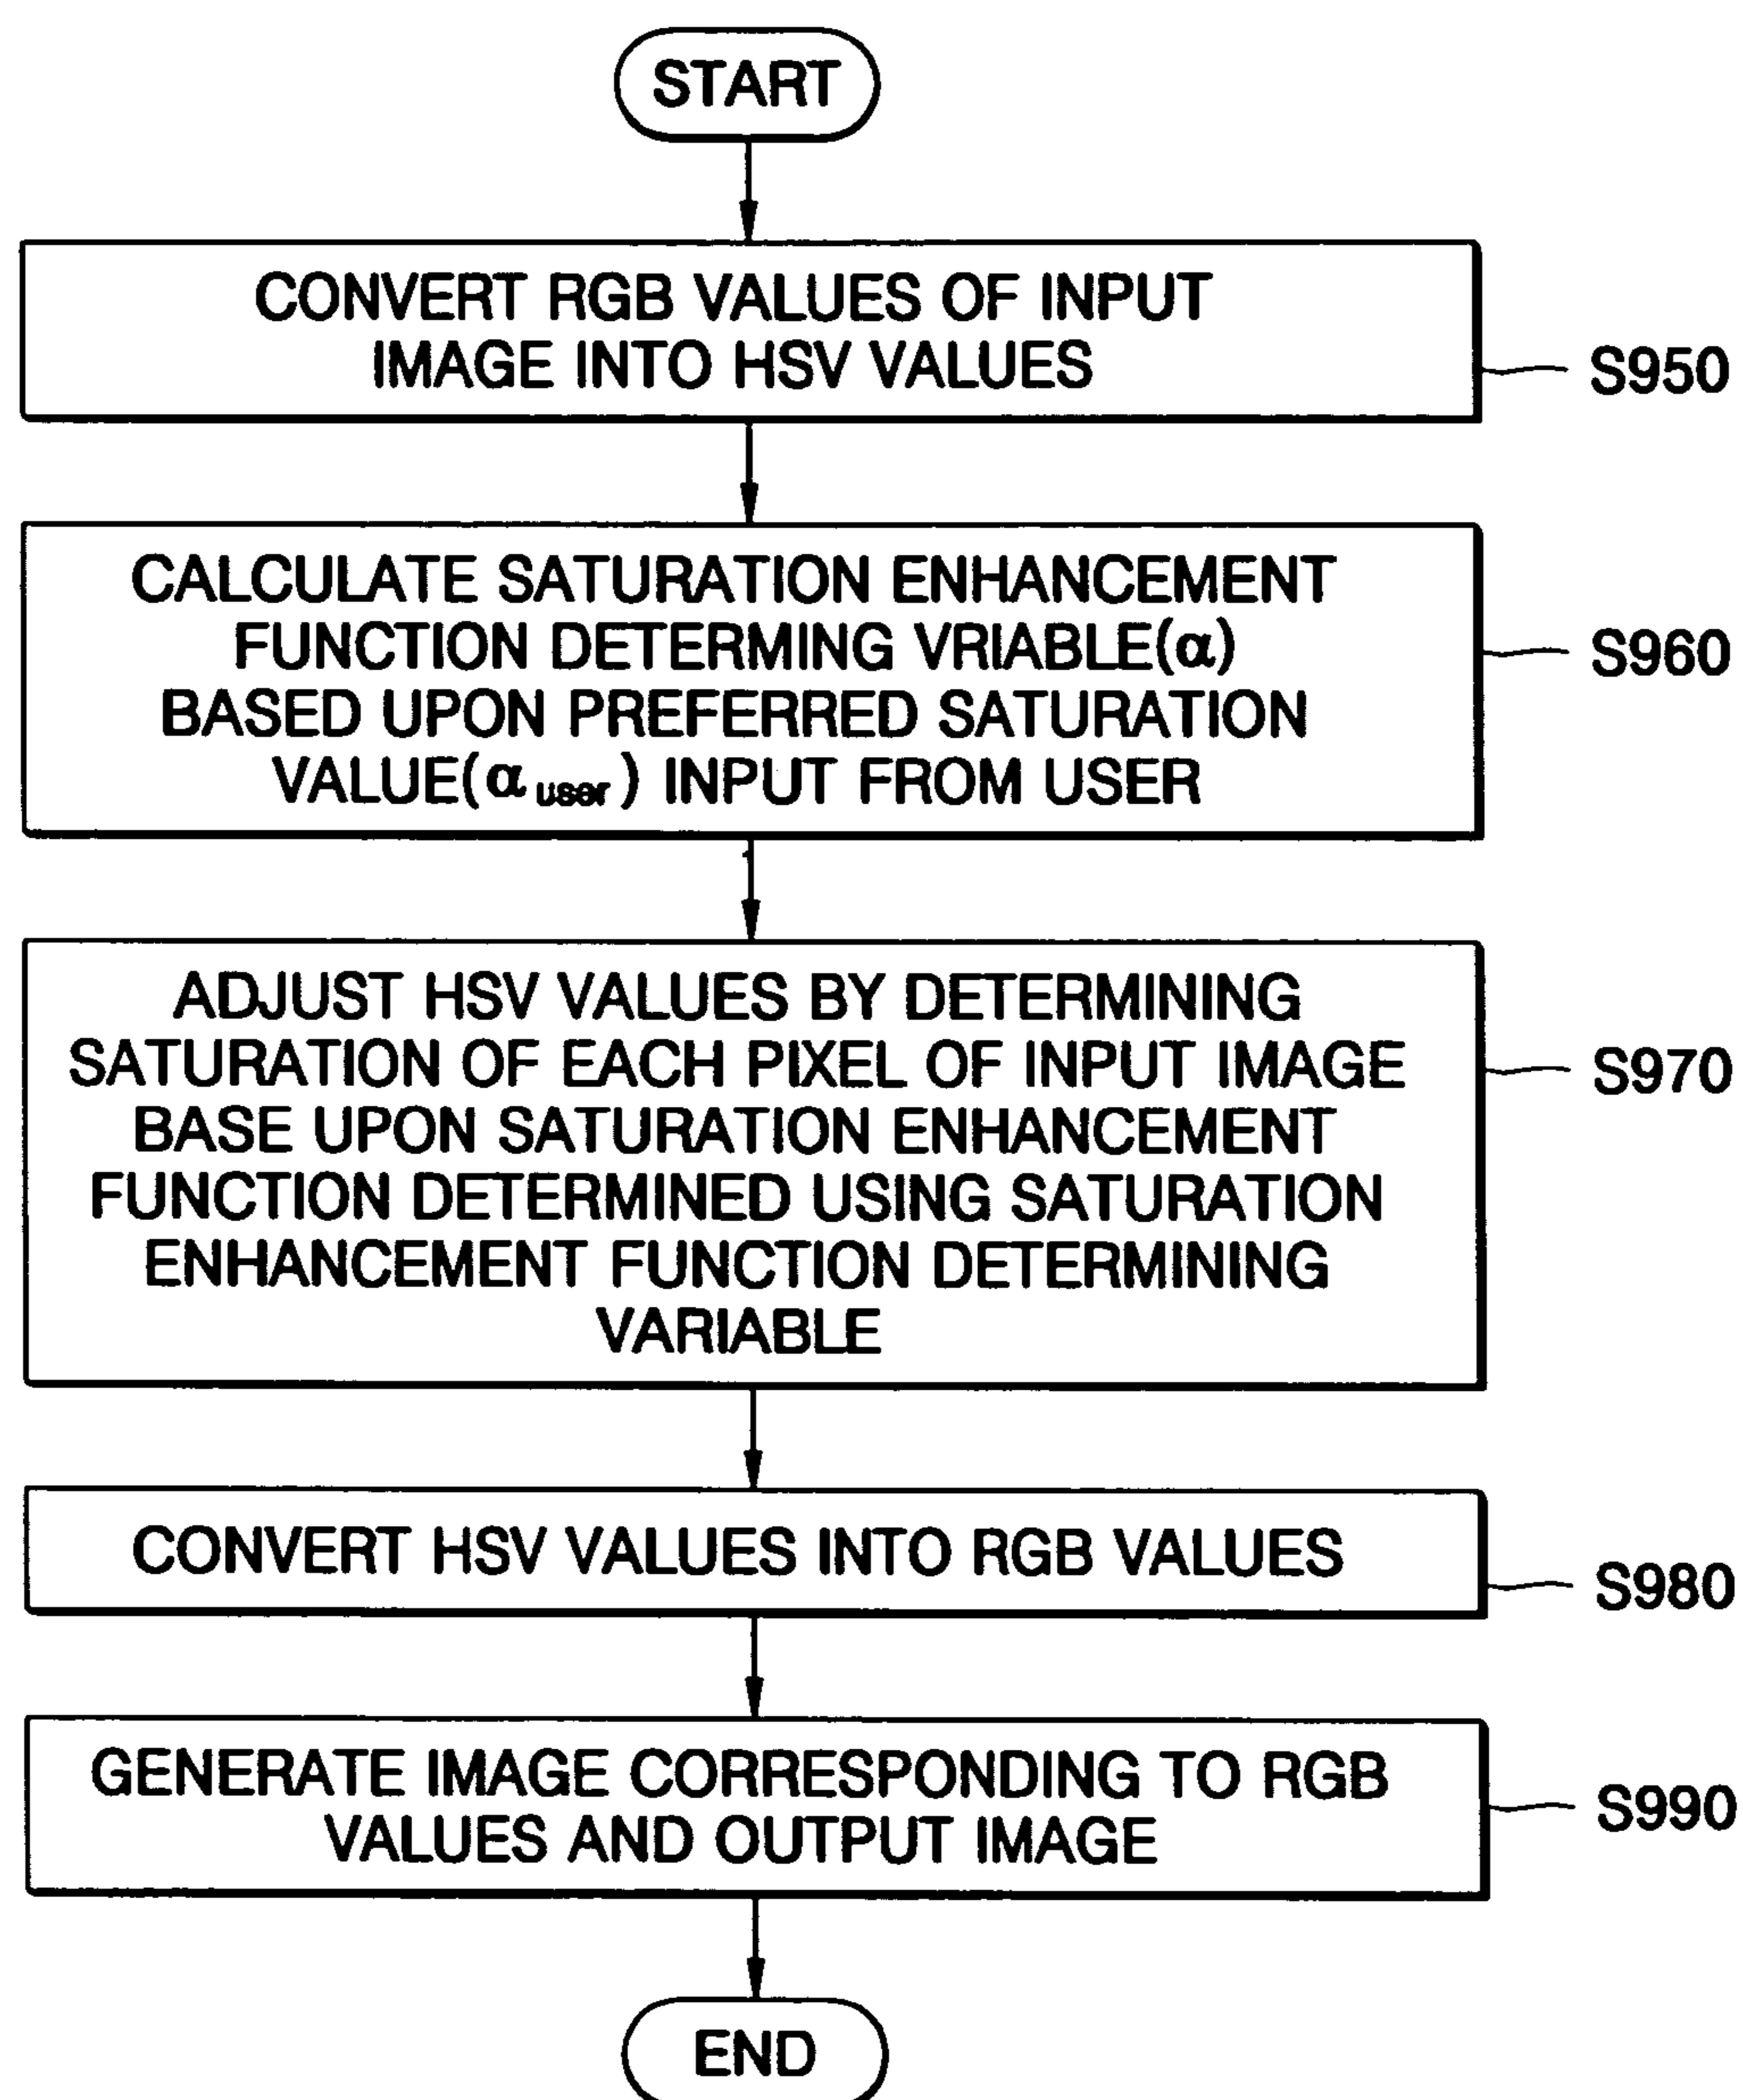 START
CONVERT RGB VALUES OF INPUT
IMAGE INTO HSV VALUES
S950
CALCULATE SATURATION ENHANCEMENT
FUNCTION DETERMING VRIABLE(α)
BASED UPON PREFERRED SATURATION
VALUE(α user) INPUT FROM USER
S960
ADJUST HSV VALUES BY DETERMINING
SATURATION OF EACH PIXEL OF INPUT IMAGE
BASE UPON SATURATION ENHANCEMENT
FUNCTION DETERMINED USING SATURATION
ENHANCEMENT FUNCTION DETERMINING
VARIABLE
S970
CONVERT HSV VALUES INTO RGB VALUES
S980
GENERATE IMAGE CORRESPONDING TO RGB
VALUES AND OUTPUT IMAGE
S990
END